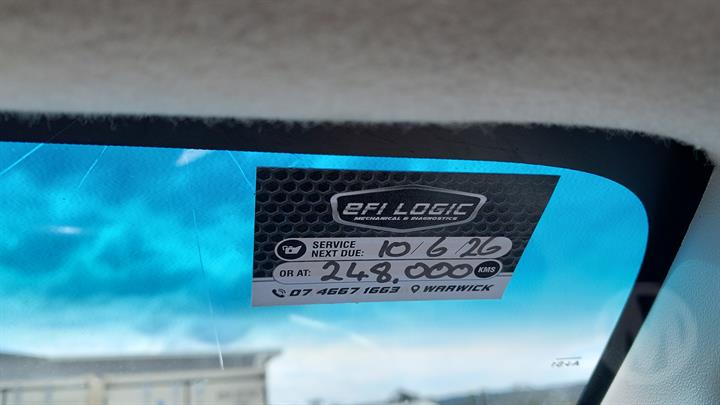 EFI LOGIC
MECHANICAL & DIAGNOSTICS
SERVICE NEXT DUE: 10/6/26
OR AT: 248,000 KMS
07 4667 1663 WARWICK